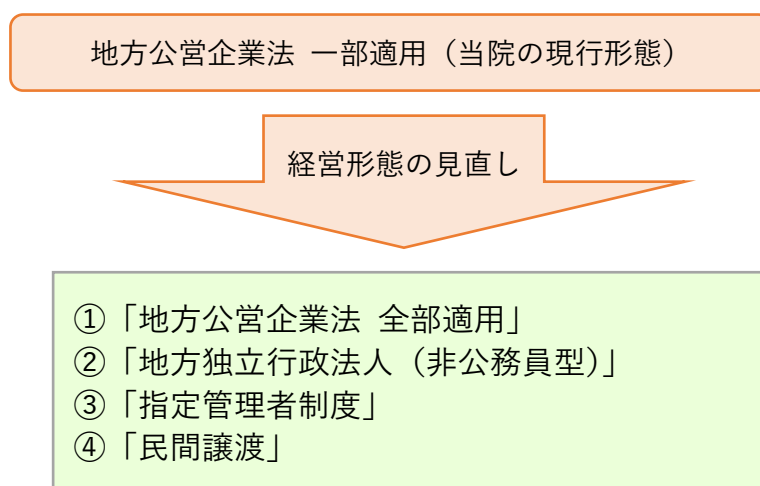 地方公営企業法 一部適用（当院の現行形態）
経営形態の見直し
①「地方公営企業法 全部適用」
②「地方独立行政法人（非公務員型）」
③「指定管理者制度」
④「民間譲渡」